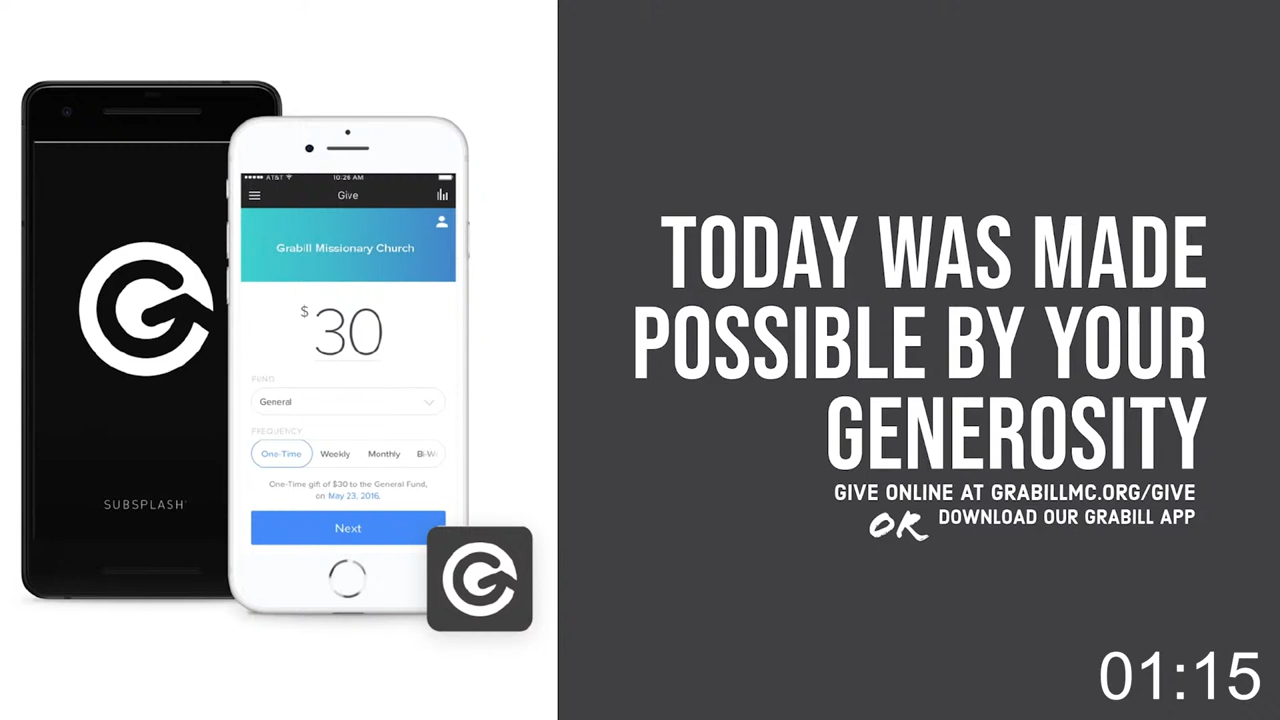 SUBSPLASH
AT&T 10:26 AM
Give
Grabill Missionary Church
$30
FUND
General
FREQUENCY
One-Time Weekly Monthly Bi-W
One-Time gift of $30 to the General Fund,
on May 23, 2016.
Next
TODAY WAS MADE
POSSIBLE BY YOUR
GENEROSITY
GIVE ONLINE AT GRABILLMC.ORG/GIVE
OR DOWNLOAD OUR GRABILL APP
01:15